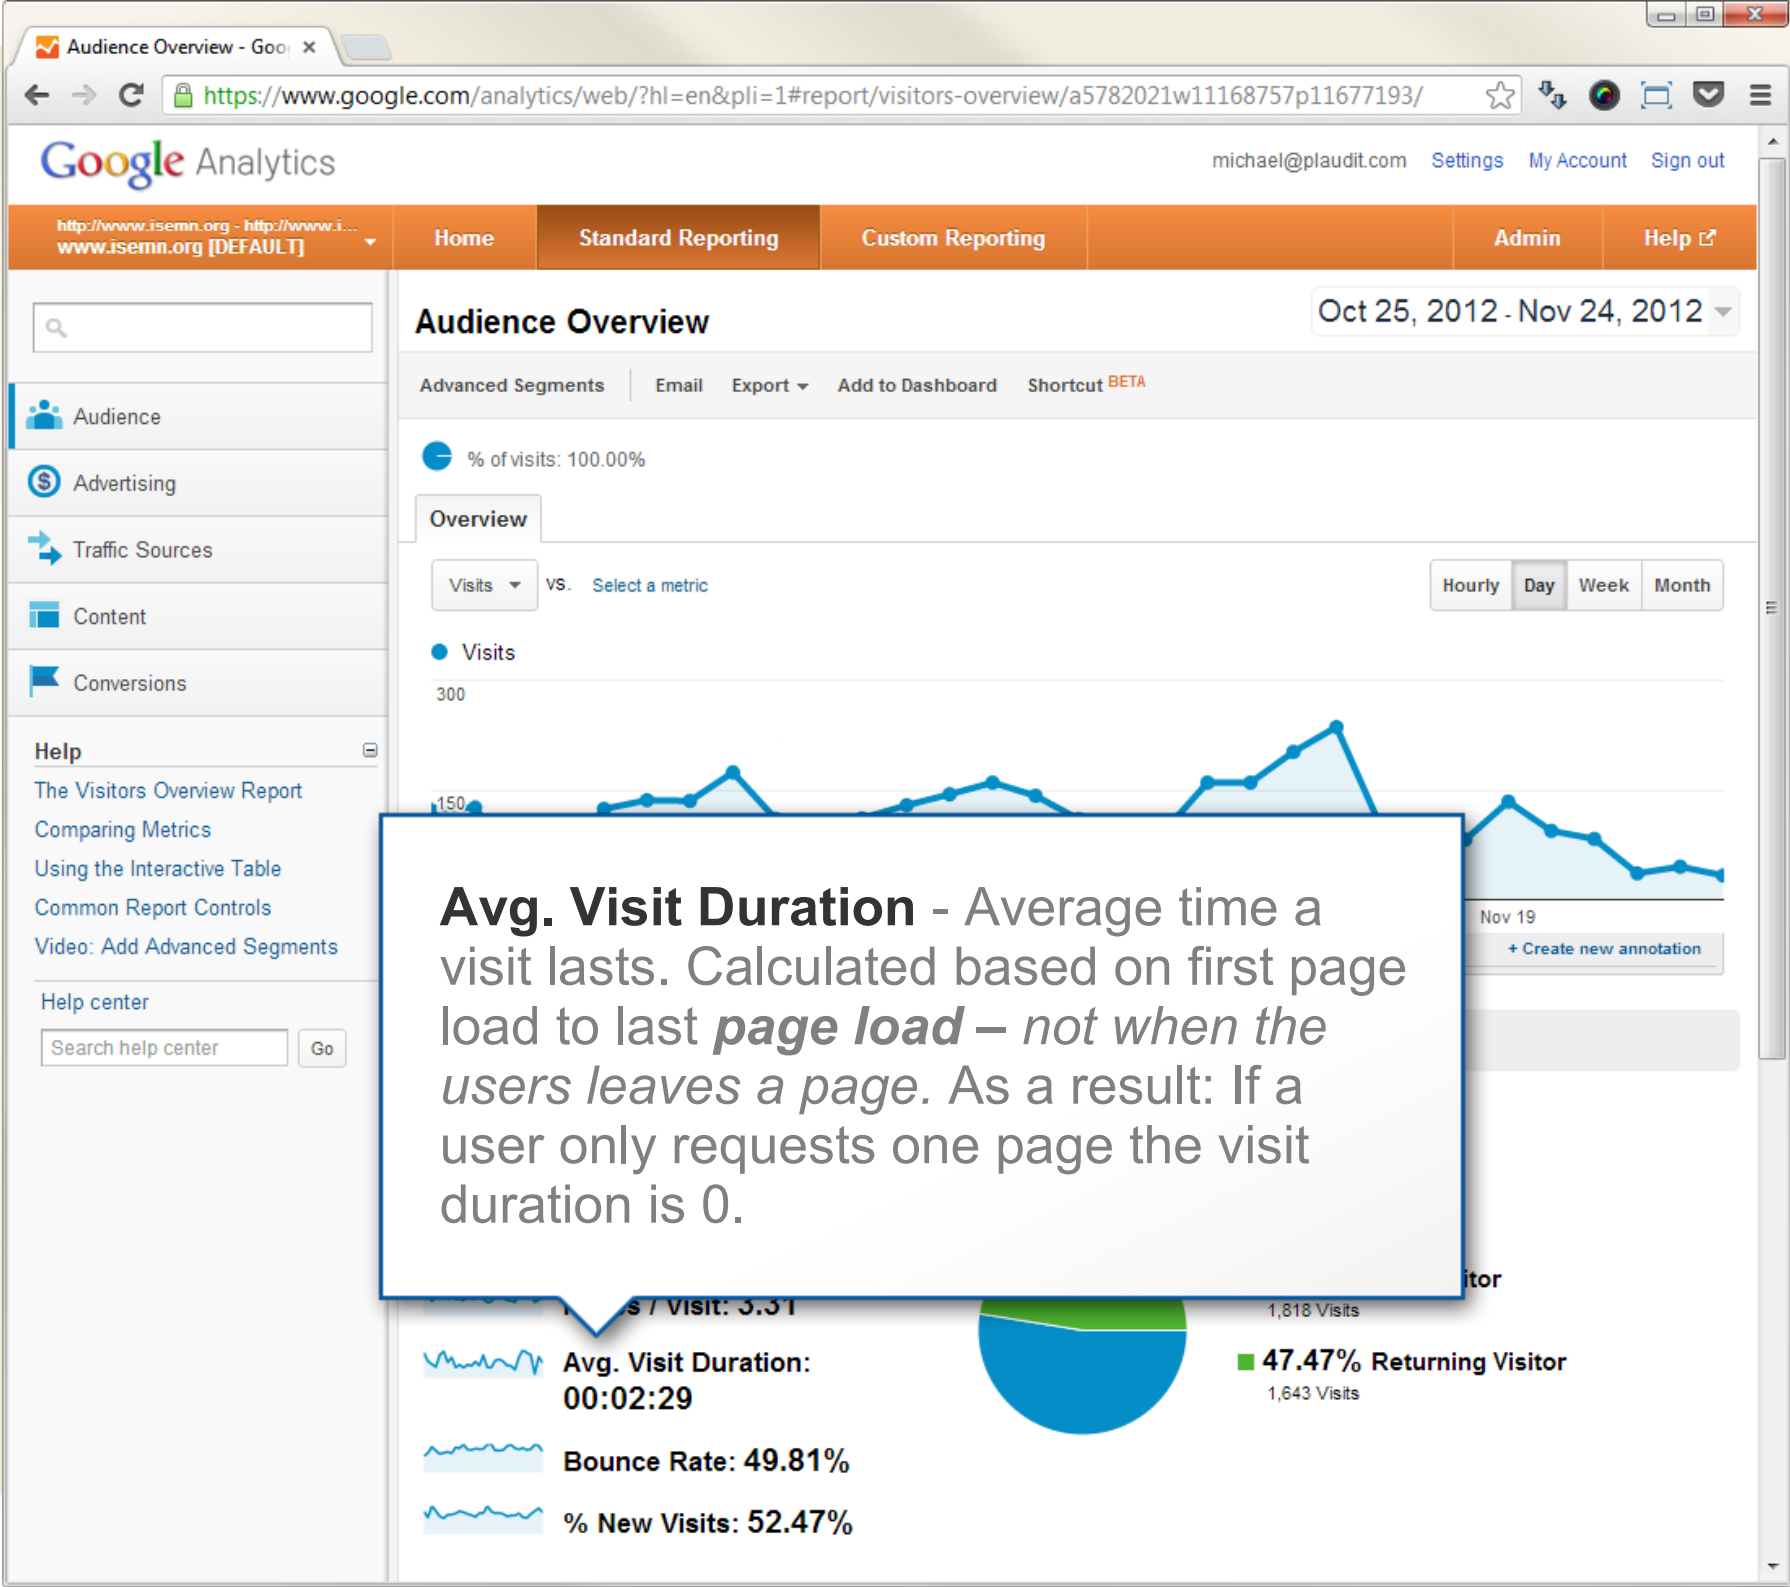 Audience Overview - Goo
https://www.google.com/analytics/web/?hl=en&pli=1#report/visitors-overview/a5782021w11168757p11677193/
Google Analytics
michael@plaudit.com Settings My Account Sign out
http://www.isemn.org - http://www.i...
www.isemn.org [DEFAULT]
Home Standard Reporting Custom Reporting Admin Help
Audience Overview
Oct 25, 2012 - Nov 24, 2012
Advanced Segments Email Export Add to Dashboard Shortcut BETA
Audience
Advertising
Traffic Sources
Content
Conversions
Help
The Visitors Overview Report
Comparing Metrics
Using the Interactive Table
Common Report Controls
Video: Add Advanced Segments
Help center
Search help center Go
% of visits: 100.00%
Overview
Visits VS. Select a metric
Hourly Day Week Month
Visits
300
150
Nov 19
+ Create new annotation
Avg. Visit Duration - Average time a
visit lasts. Calculated based on first page
load to last page load – not when the
users leaves a page. As a result: If a
user only requests one page the visit
duration is 0.
/ Visit: 3.31
Avg. Visit Duration:
00:02:29
Bounce Rate: 49.81%
% New Visits: 52.47%
1,818 Visits
47.47% Returning Visitor
1,643 Visits